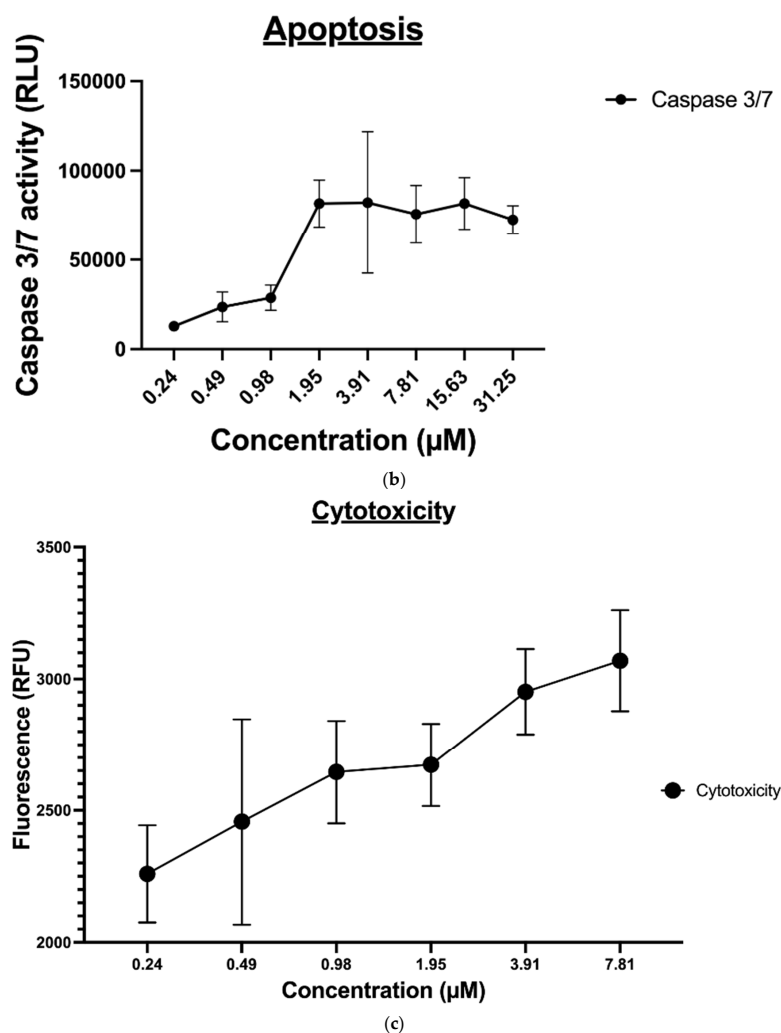 Apoptosis
150000
100000
50000
0
Caspase 3/7 activity (RLU)
Caspase 3/7
0.24 0.49 0.98 1.95 3.91 7.81 15.63 31.25
Concentration (µM)
(b)
Cytotoxicity
3500
3000
2500
2000
Fluorescence (RFU)
Cytotoxicity
0.24 0.49 0.98 1.95 3.91 7.81
Concentration (µM)
(c)